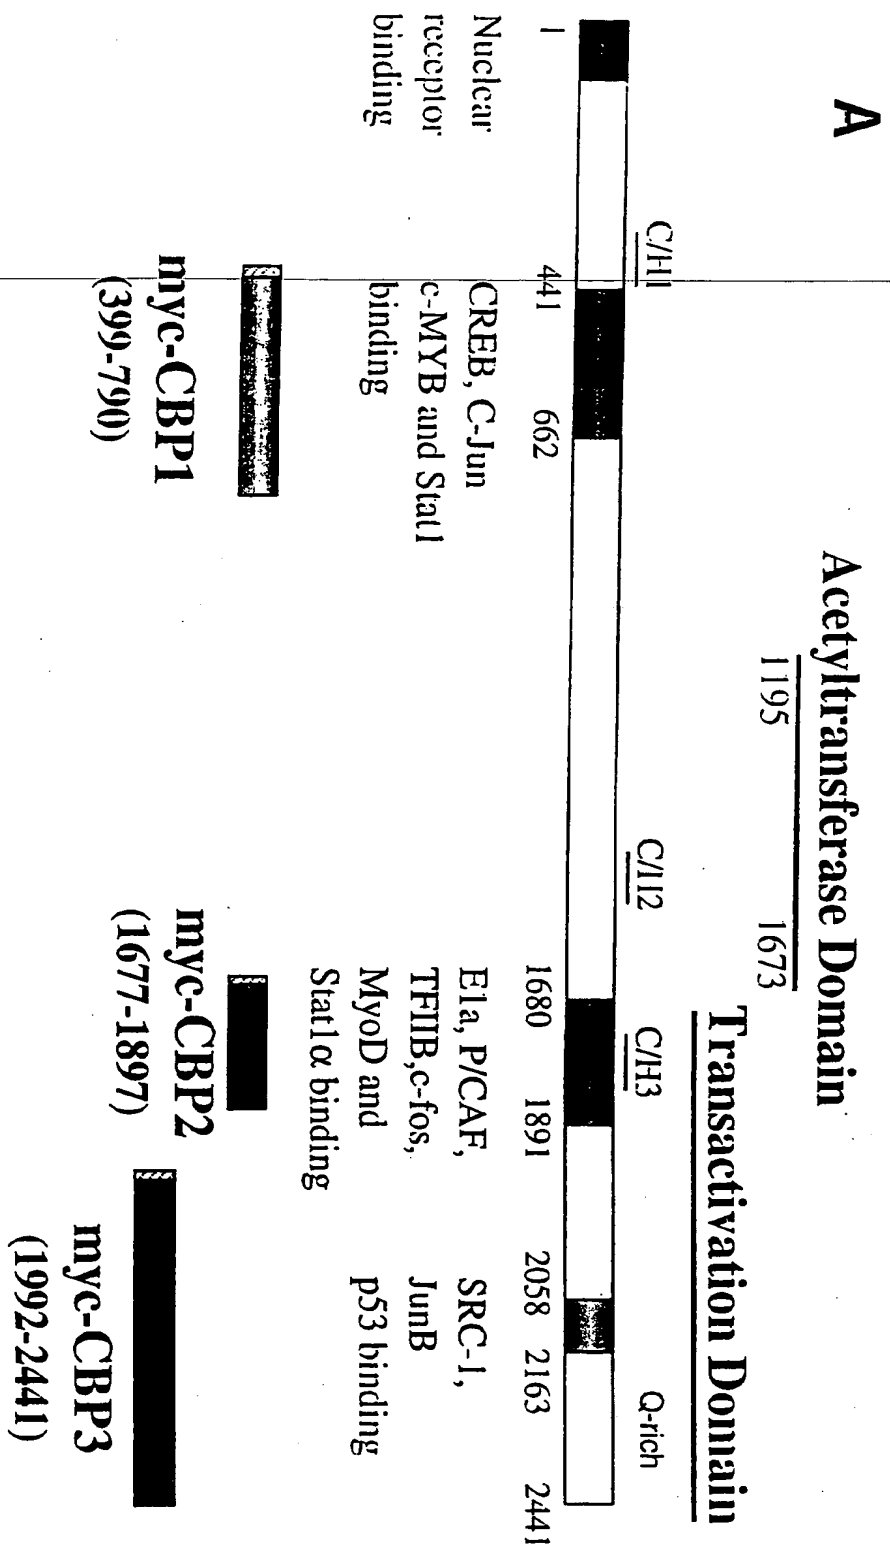 A
Acetyltransferase Domain
1195 1673
Transactivation Domain
C/H1 C/H2 C/H3 Q-rich
1 441 662 1680 1891 2058 2163 2441
Nuclear
receptor
binding
CREB, C-Jun
c-MYB and Stat1
binding
E1a, P/CAF,
TFIIB,c-fos,
MyoD and
Stat1α binding
SRC-1,
JunB
p53 binding
myc-CBP1
(399-790)
myc-CBP2
(1677-1897)
myc-CBP3
(1992-2441)